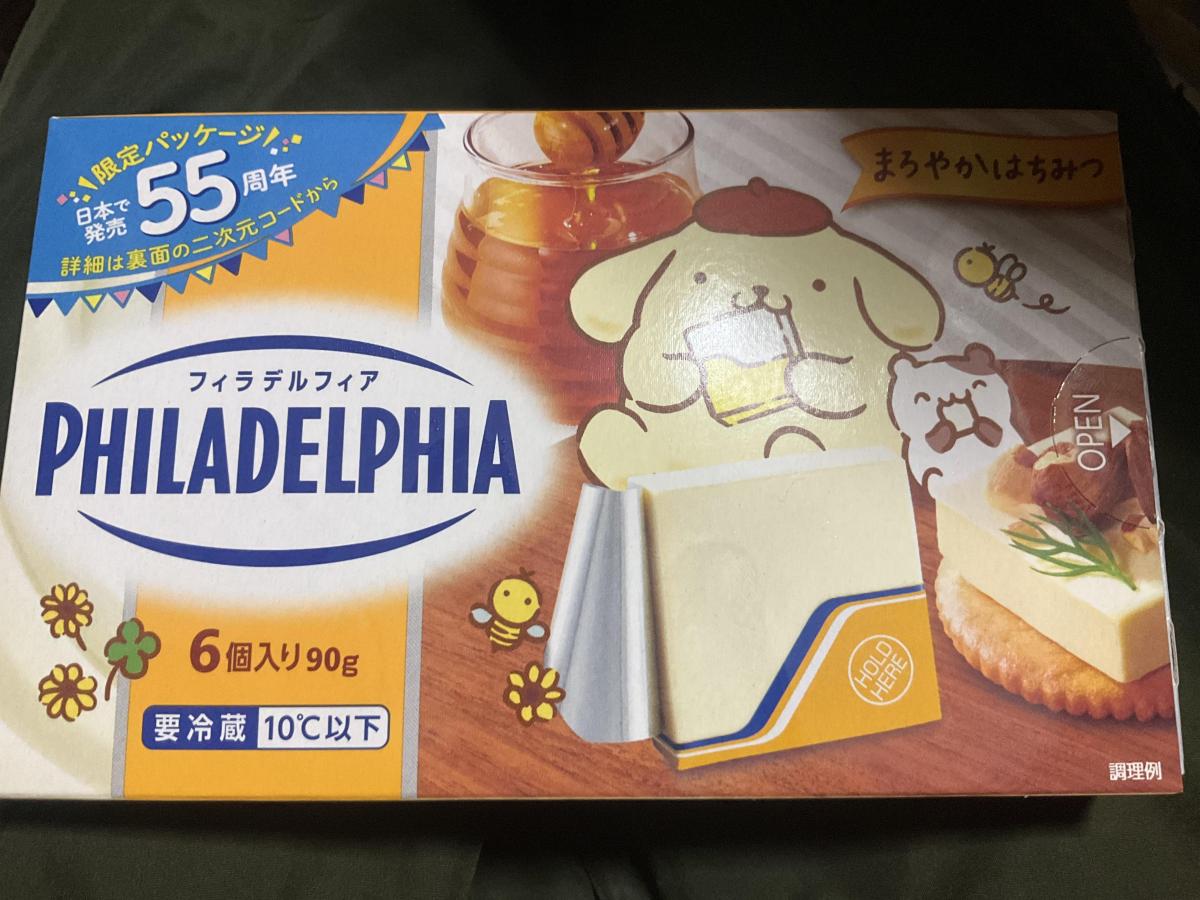 限定パッケージ!
日本で
発売
55周年
詳細は裏面の二次元コードから
まろやかはちみつ
フィラデルフィア
PHILADELPHIA
OPEN
6個入り90g
要冷蔵 10℃以下
HOLD
HERE
調理例